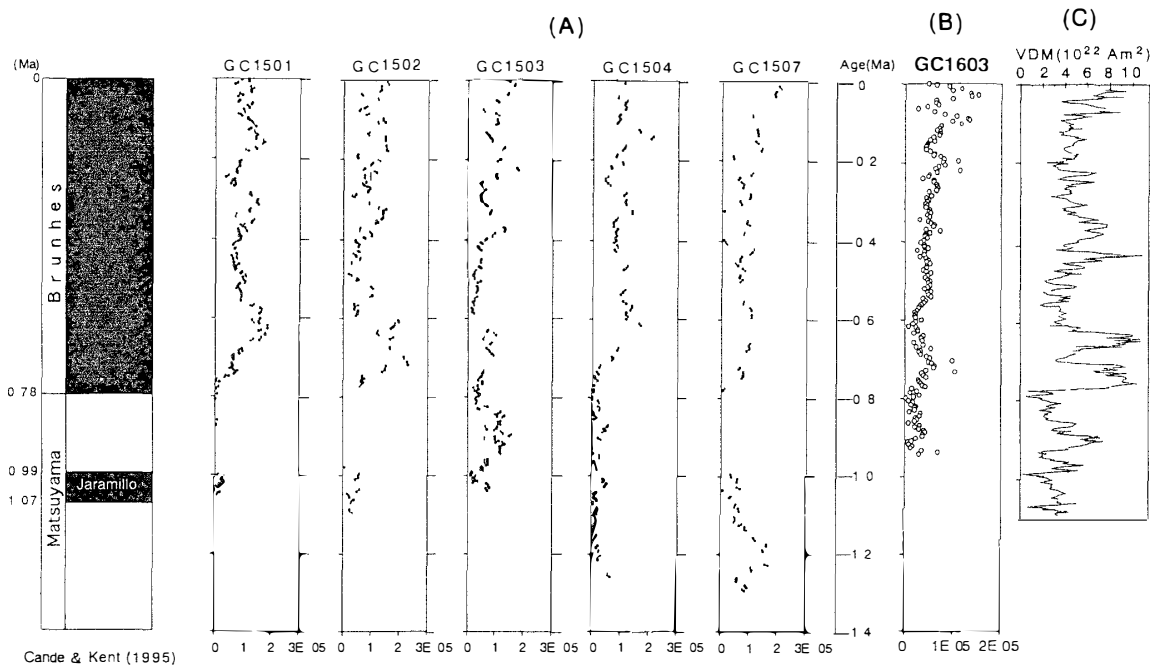 (A)
(B)
(C)
(Ma)
GC1501
GC1502
GC1503
GC1504
GC1507
Age(Ma)
GC1603
VDM(10²² Am²)
0 2 4 6 8 10
0
0 78
0 99
1 07
Brunhes
Matsuyama
Jaramillo
0
-0 2
-0 4
-0 6
-0 8
-1 0
-1 2
-1 4
0 1 2 3E 05
0 1 2 3E 05
0 1 2 3E 05
0 1 2 3E 05
0 1 2 3E 05
0 1E 05 2E 05
Cande & Kent (1995)